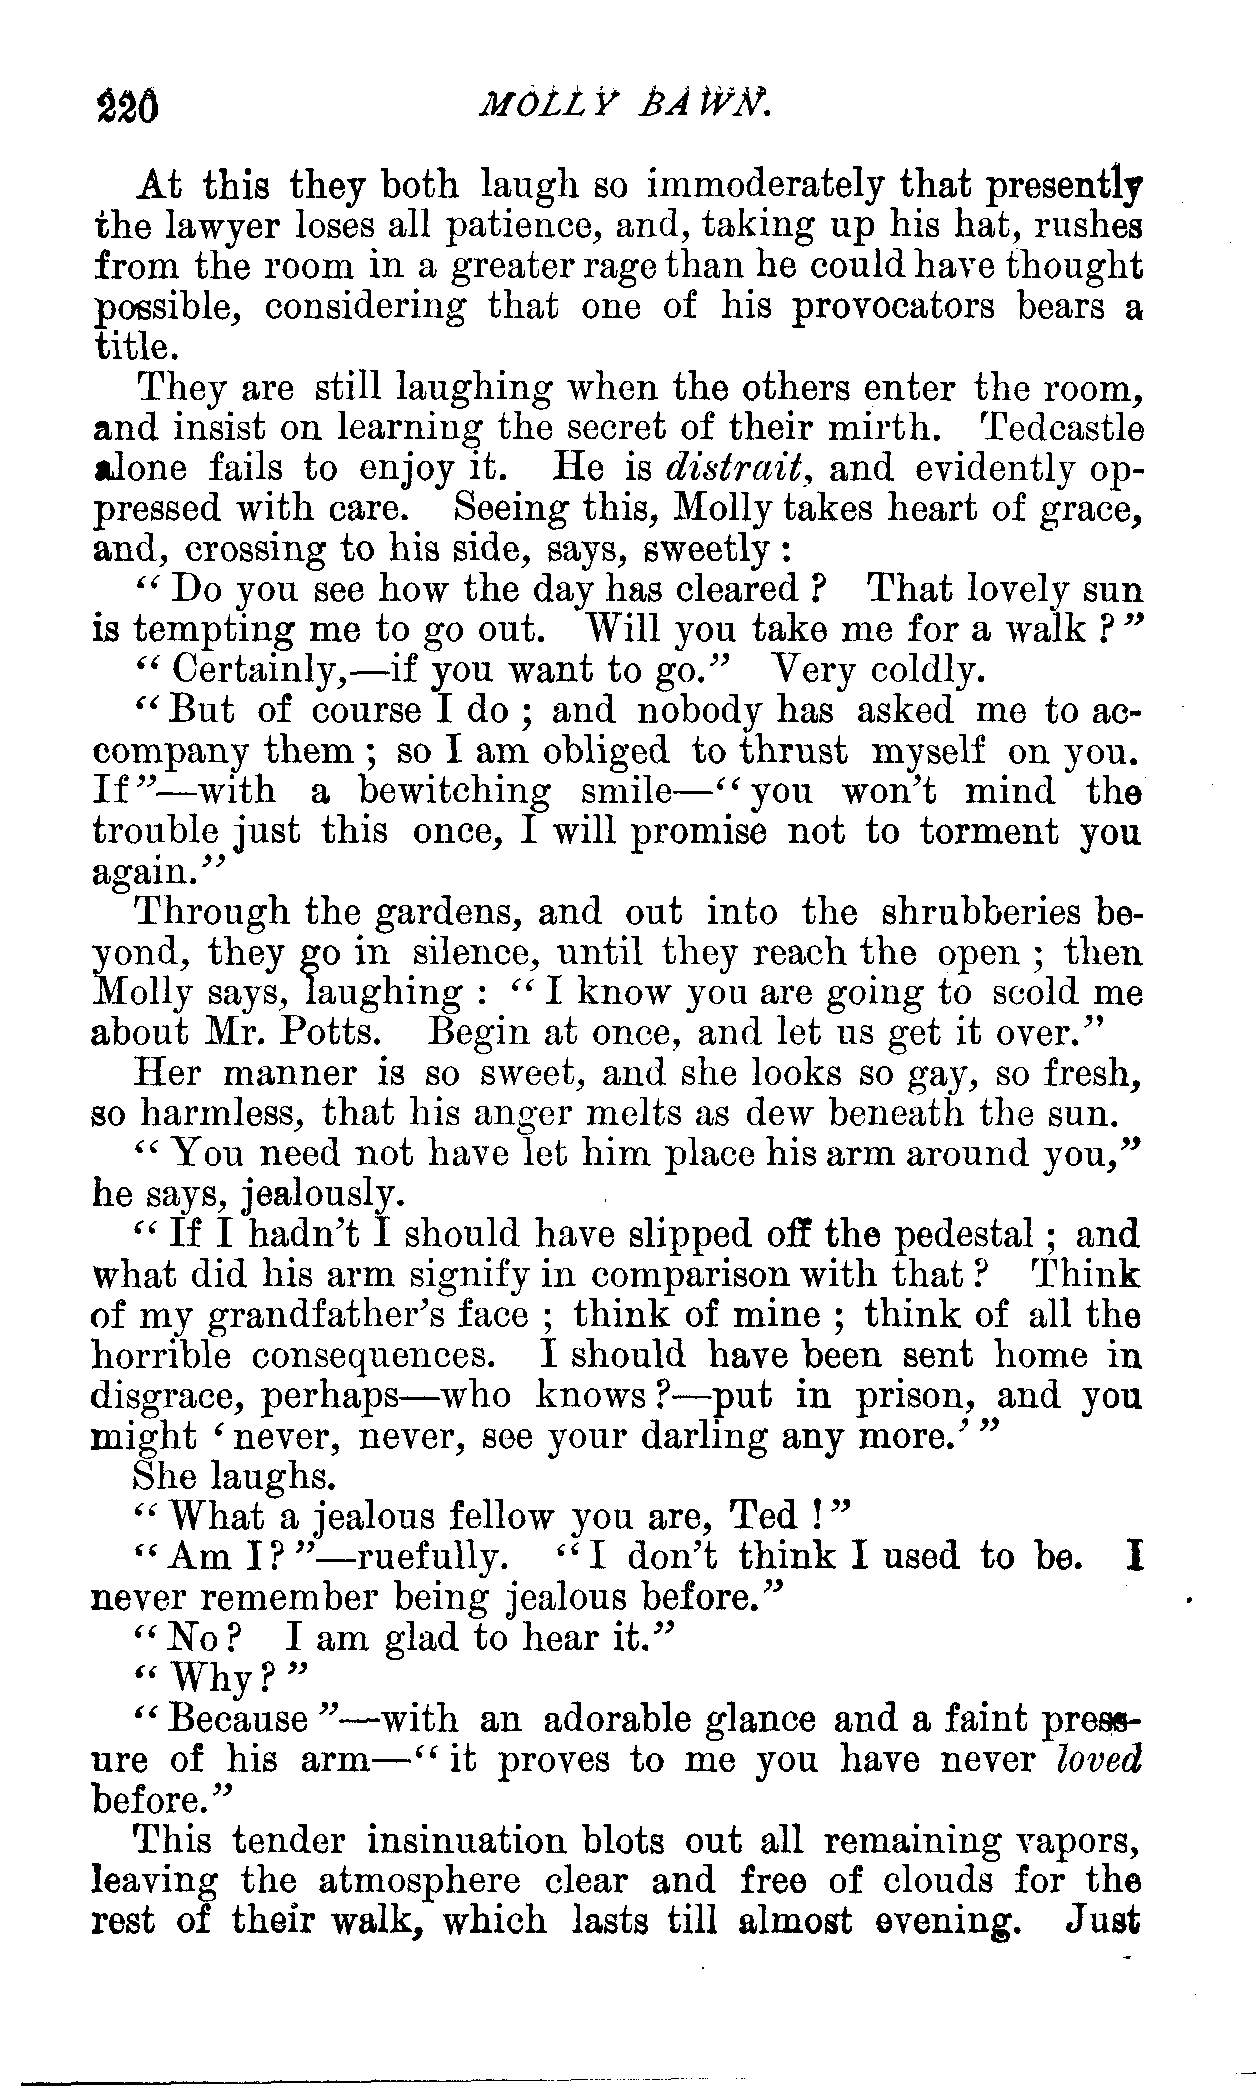 220 MOLLY BAWN.
At this they both laugh so immoderately that presently
the lawyer loses all patience, and, taking up his hat, rushes
from the room in a greater rage than he could have thought
possible, considering that one of his provocators bears a
title.
They are still laughing when the others enter the room,
and insist on learning the secret of their mirth. Tedcastle
alone fails to enjoy it. He is distrait, and evidently op-
pressed with care. Seeing this, Molly takes heart of grace,
and, crossing to his side, says, sweetly :
“ Do you see how the day has cleared ? That lovely sun
is tempting me to go out. Will you take me for a walk ? ”
“ Certainly,—if you want to go.” Very coldly.
“ But of course I do ; and nobody has asked me to ac-
company them ; so I am obliged to thrust myself on you.
If ”—with a bewitching smile—“ you won’t mind the
trouble just this once, I will promise not to torment you
again.”
Through the gardens, and out into the shrubberies be-
yond, they go in silence, until they reach the open ; then
Molly says, laughing : “ I know you are going to scold me
about Mr. Potts. Begin at once, and let us get it over.”
Her manner is so sweet, and she looks so gay, so fresh,
so harmless, that his anger melts as dew beneath the sun.
“ You need not have let him place his arm around you,”
he says, jealously.
“ If I hadn’t I should have slipped off the pedestal ; and
what did his arm signify in comparison with that ? Think
of my grandfather’s face ; think of mine ; think of all the
horrible consequences. I should have been sent home in
disgrace, perhaps—who knows ?—put in prison, and you
might ‘ never, never, see your darling any more.’ ”
She laughs.
“ What a jealous fellow you are, Ted ! ”
“ Am I ? ”—ruefully. “ I don’t think I used to be. I
never remember being jealous before.”
“ No ? I am glad to hear it.”
“ Why ? ”
“ Because ”—with an adorable glance and a faint press-
ure of his arm—“ it proves to me you have never loved
before.”
This tender insinuation blots out all remaining vapors,
leaving the atmosphere clear and free of clouds for the
rest of their walk, which lasts till almost evening. Just